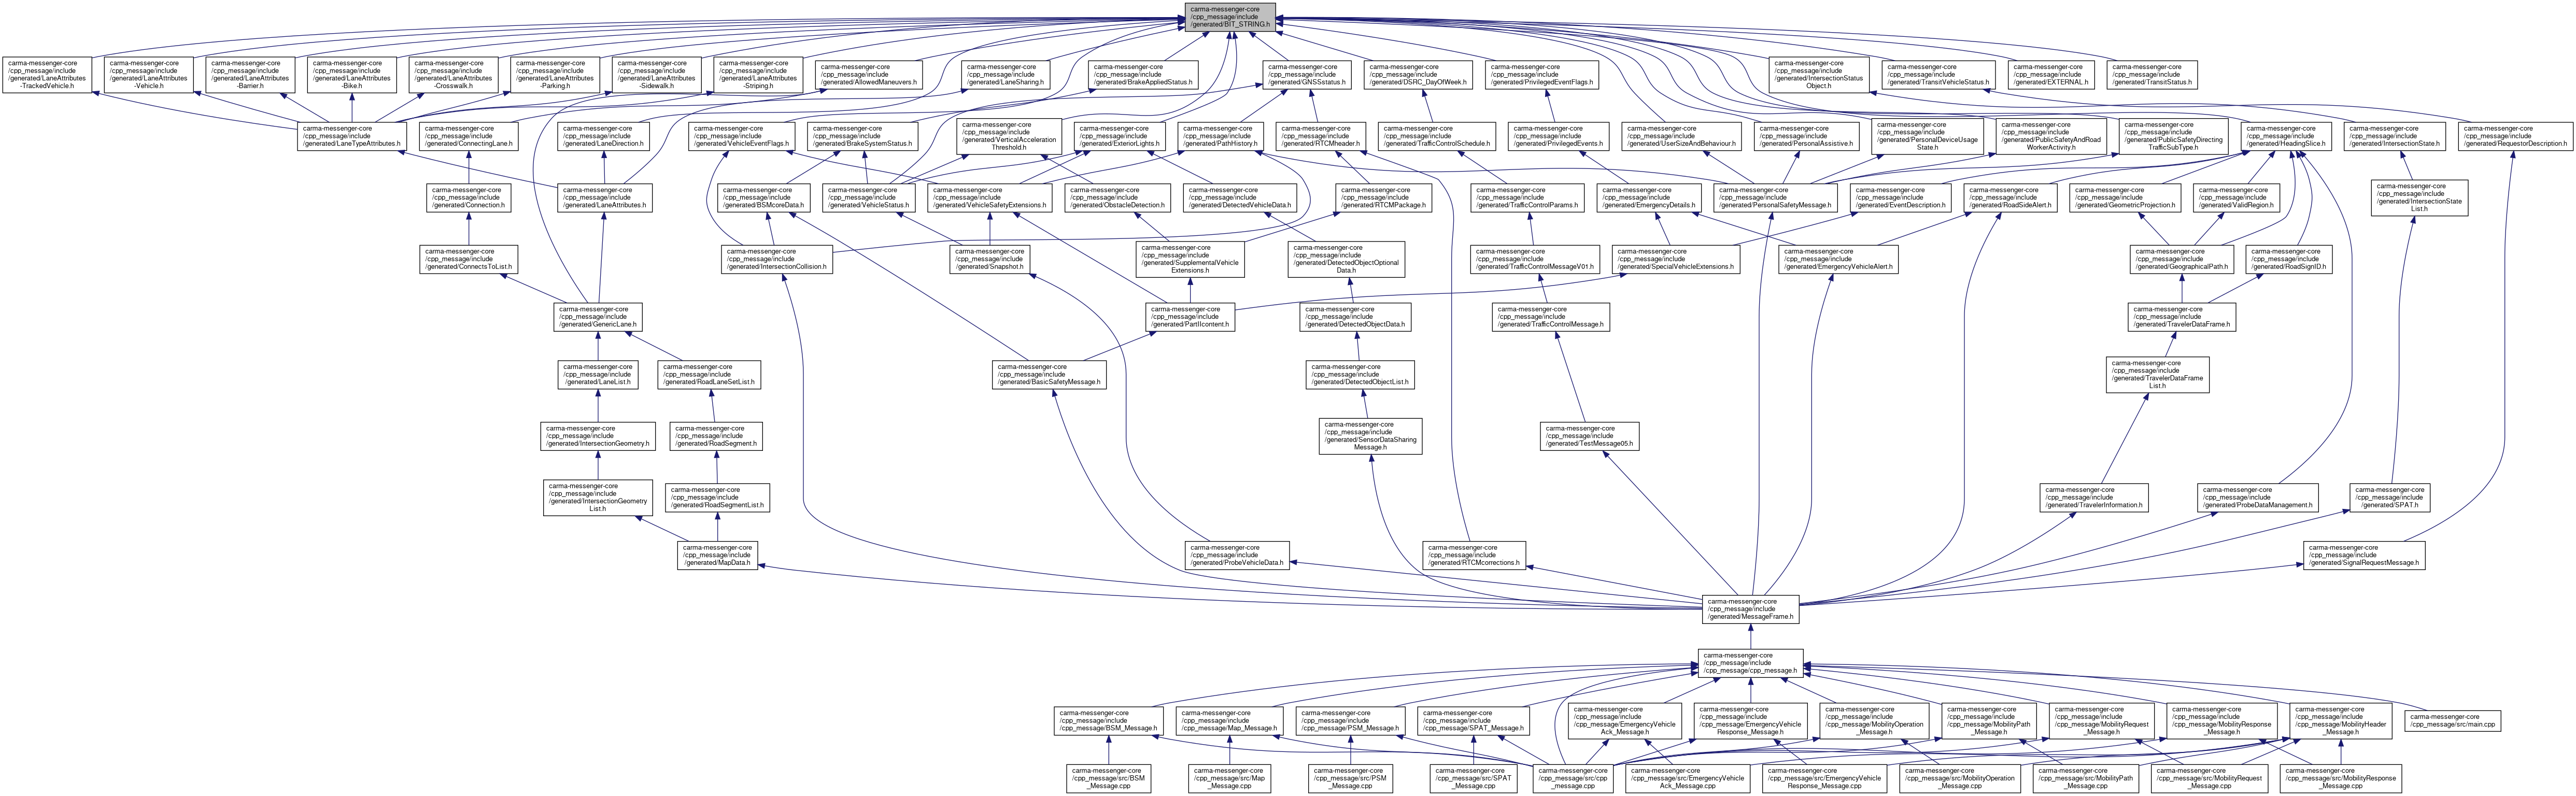 carma-messenger-core
/cpp_message/include
/generated/BIT_STRING.h
carma-messenger-core
/cpp_message/include
/generated/LaneAttributes
-TrackedVehicle.h
carma-messenger-core
/cpp_message/include
/generated/LaneAttributes
-Vehicle.h
carma-messenger-core
/cpp_message/include
/generated/LaneAttributes
-Barrier.h
carma-messenger-core
/cpp_message/include
/generated/LaneAttributes
-Bike.h
carma-messenger-core
/cpp_message/include
/generated/LaneAttributes
-Crosswalk.h
carma-messenger-core
/cpp_message/include
/generated/LaneAttributes
-Parking.h
carma-messenger-core
/cpp_message/include
/generated/LaneAttributes
-Sidewalk.h
carma-messenger-core
/cpp_message/include
/generated/LaneAttributes
-Striping.h
carma-messenger-core
/cpp_message/include
/generated/AllowedManeuvers.h
carma-messenger-core
/cpp_message/include
/generated/LaneSharing.h
carma-messenger-core
/cpp_message/include
/generated/BrakeAppliedStatus.h
carma-messenger-core
/cpp_message/include
/generated/GNSSstatus.h
carma-messenger-core
/cpp_message/include
/generated/DSRC_DayOfWeek.h
carma-messenger-core
/cpp_message/include
/generated/PrivilegedEventFlags.h
carma-messenger-core
/cpp_message/include
/generated/IntersectionStatus
Object.h
carma-messenger-core
/cpp_message/include
/generated/TransitVehicleStatus.h
carma-messenger-core
/cpp_message/include
/generated/EXTERNAL.h
carma-messenger-core
/cpp_message/include
/generated/TransitStatus.h
carma-messenger-core
/cpp_message/include
/generated/LaneTypeAttributes.h
carma-messenger-core
/cpp_message/include
/generated/ConnectingLane.h
carma-messenger-core
/cpp_message/include
/generated/LaneDirection.h
carma-messenger-core
/cpp_message/include
/generated/VehicleEventFlags.h
carma-messenger-core
/cpp_message/include
/generated/BrakeSystemStatus.h
carma-messenger-core
/cpp_message/include
/generated/VerticalAcceleration
Threshold.h
carma-messenger-core
/cpp_message/include
/generated/ExteriorLights.h
carma-messenger-core
/cpp_message/include
/generated/PathHistory.h
carma-messenger-core
/cpp_message/include
/generated/RTCMheader.h
carma-messenger-core
/cpp_message/include
/generated/TrafficControlSchedule.h
carma-messenger-core
/cpp_message/include
/generated/PrivilegedEvents.h
carma-messenger-core
/cpp_message/include
/generated/UserSizeAndBehaviour.h
carma-messenger-core
/cpp_message/include
/generated/PersonalAssistive.h
carma-messenger-core
/cpp_message/include
/generated/PersonalDeviceUsage
State.h
carma-messenger-core
/cpp_message/include
/generated/PublicSafetyAndRoad
WorkerActivity.h
carma-messenger-core
/cpp_message/include
/generated/PublicSafetyDirecting
TrafficSubType.h
carma-messenger-core
/cpp_message/include
/generated/HeadingSlice.h
carma-messenger-core
/cpp_message/include
/generated/IntersectionState.h
carma-messenger-core
/cpp_message/include
/generated/RequestorDescription.h
carma-messenger-core
/cpp_message/include
/generated/Connection.h
carma-messenger-core
/cpp_message/include
/generated/LaneAttributes.h
carma-messenger-core
/cpp_message/include
/generated/BSMcoreData.h
carma-messenger-core
/cpp_message/include
/generated/VehicleStatus.h
carma-messenger-core
/cpp_message/include
/generated/VehicleSafetyExtensions.h
carma-messenger-core
/cpp_message/include
/generated/ObstacleDetection.h
carma-messenger-core
/cpp_message/include
/generated/DetectedVehicleData.h
carma-messenger-core
/cpp_message/include
/generated/RTCMPackage.h
carma-messenger-core
/cpp_message/include
/generated/TrafficControlParams.h
carma-messenger-core
/cpp_message/include
/generated/EmergencyDetails.h
carma-messenger-core
/cpp_message/include
/generated/PersonalSafetyMessage.h
carma-messenger-core
/cpp_message/include
/generated/EventDescription.h
carma-messenger-core
/cpp_message/include
/generated/RoadSideAlert.h
carma-messenger-core
/cpp_message/include
/generated/GeometricProjection.h
carma-messenger-core
/cpp_message/include
/generated/ValidRegion.h
carma-messenger-core
/cpp_message/include
/generated/IntersectionState
List.h
carma-messenger-core
/cpp_message/include
/generated/ConnectsToList.h
carma-messenger-core
/cpp_message/include
/generated/IntersectionCollision.h
carma-messenger-core
/cpp_message/include
/generated/Snapshot.h
carma-messenger-core
/cpp_message/include
/generated/SupplementalVehicle
Extensions.h
carma-messenger-core
/cpp_message/include
/generated/DetectedObjectOptional
Data.h
carma-messenger-core
/cpp_message/include
/generated/TrafficControlMessageV01.h
carma-messenger-core
/cpp_message/include
/generated/SpecialVehicleExtensions.h
carma-messenger-core
/cpp_message/include
/generated/EmergencyVehicleAlert.h
carma-messenger-core
/cpp_message/include
/generated/GeographicalPath.h
carma-messenger-core
/cpp_message/include
/generated/RoadSignID.h
carma-messenger-core
/cpp_message/include
/generated/GenericLane.h
carma-messenger-core
/cpp_message/include
/generated/PartIIcontent.h
carma-messenger-core
/cpp_message/include
/generated/DetectedObjectData.h
carma-messenger-core
/cpp_message/include
/generated/TrafficControlMessage.h
carma-messenger-core
/cpp_message/include
/generated/TravelerDataFrame.h
carma-messenger-core
/cpp_message/include
/generated/LaneList.h
carma-messenger-core
/cpp_message/include
/generated/RoadLaneSetList.h
carma-messenger-core
/cpp_message/include
/generated/BasicSafetyMessage.h
carma-messenger-core
/cpp_message/include
/generated/DetectedObjectList.h
carma-messenger-core
/cpp_message/include
/generated/TravelerDataFrame
List.h
carma-messenger-core
/cpp_message/include
/generated/IntersectionGeometry.h
carma-messenger-core
/cpp_message/include
/generated/RoadSegment.h
carma-messenger-core
/cpp_message/include
/generated/SensorDataSharing
Message.h
carma-messenger-core
/cpp_message/include
/generated/TestMessage05.h
carma-messenger-core
/cpp_message/include
/generated/IntersectionGeometry
List.h
carma-messenger-core
/cpp_message/include
/generated/RoadSegmentList.h
carma-messenger-core
/cpp_message/include
/generated/TravelerInformation.h
carma-messenger-core
/cpp_message/include
/generated/ProbeDataManagement.h
carma-messenger-core
/cpp_message/include
/generated/SPAT.h
carma-messenger-core
/cpp_message/include
/generated/MapData.h
carma-messenger-core
/cpp_message/include
/generated/ProbeVehicleData.h
carma-messenger-core
/cpp_message/include
/generated/RTCMcorrections.h
carma-messenger-core
/cpp_message/include
/generated/SignalRequestMessage.h
carma-messenger-core
/cpp_message/include
/generated/MessageFrame.h
carma-messenger-core
/cpp_message/include
/cpp_message/cpp_message.h
carma-messenger-core
/cpp_message/include
/cpp_message/BSM_Message.h
carma-messenger-core
/cpp_message/include
/cpp_message/Map_Message.h
carma-messenger-core
/cpp_message/include
/cpp_message/PSM_Message.h
carma-messenger-core
/cpp_message/include
/cpp_message/SPAT_Message.h
carma-messenger-core
/cpp_message/include
/cpp_message/EmergencyVehicle
Ack_Message.h
carma-messenger-core
/cpp_message/include
/cpp_message/EmergencyVehicle
Response_Message.h
carma-messenger-core
/cpp_message/include
/cpp_message/MobilityOperation
_Message.h
carma-messenger-core
/cpp_message/include
/cpp_message/MobilityPath
_Message.h
carma-messenger-core
/cpp_message/include
/cpp_message/MobilityRequest
_Message.h
carma-messenger-core
/cpp_message/include
/cpp_message/MobilityResponse
_Message.h
carma-messenger-core
/cpp_message/include
/cpp_message/MobilityHeader
_Message.h
carma-messenger-core
/cpp_message/src/main.cpp
carma-messenger-core
/cpp_message/src/BSM
_Message.cpp
carma-messenger-core
/cpp_message/src/Map
_Message.cpp
carma-messenger-core
/cpp_message/src/PSM
_Message.cpp
carma-messenger-core
/cpp_message/src/SPAT
_Message.cpp
carma-messenger-core
/cpp_message/src/cpp
_message.cpp
carma-messenger-core
/cpp_message/src/EmergencyVehicle
Ack_Message.cpp
carma-messenger-core
/cpp_message/src/EmergencyVehicle
Response_Message.cpp
carma-messenger-core
/cpp_message/src/MobilityOperation
_Message.cpp
carma-messenger-core
/cpp_message/src/MobilityPath
_Message.cpp
carma-messenger-core
/cpp_message/src/MobilityRequest
_Message.cpp
carma-messenger-core
/cpp_message/src/MobilityResponse
_Message.cpp